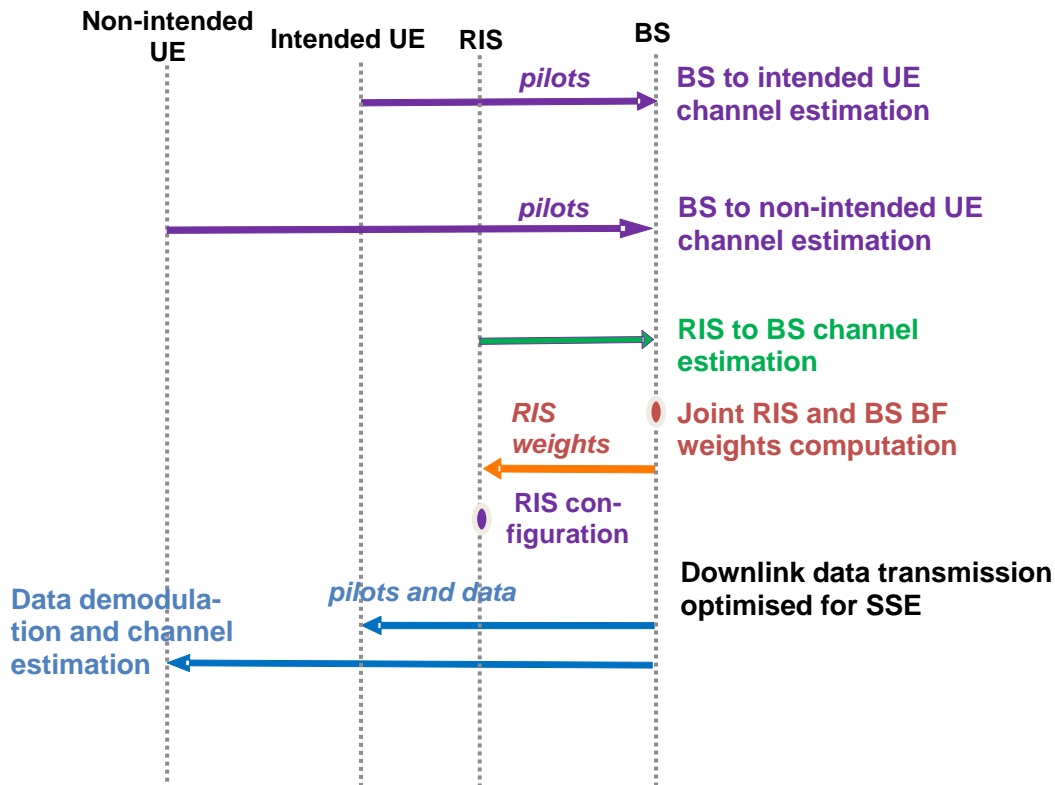 Non-intended
UE
Intended UE
RIS
BS
pilots
BS to intended UE
channel estimation
pilots
BS to non-intended UE
channel estimation
RIS to BS channel
estimation
RIS
weights
Joint RIS and BS BF
weights computation
RIS con-
figuration
Downlink data transmission
optimised for SSE
pilots and data
Data demodula-
tion and channel
estimation